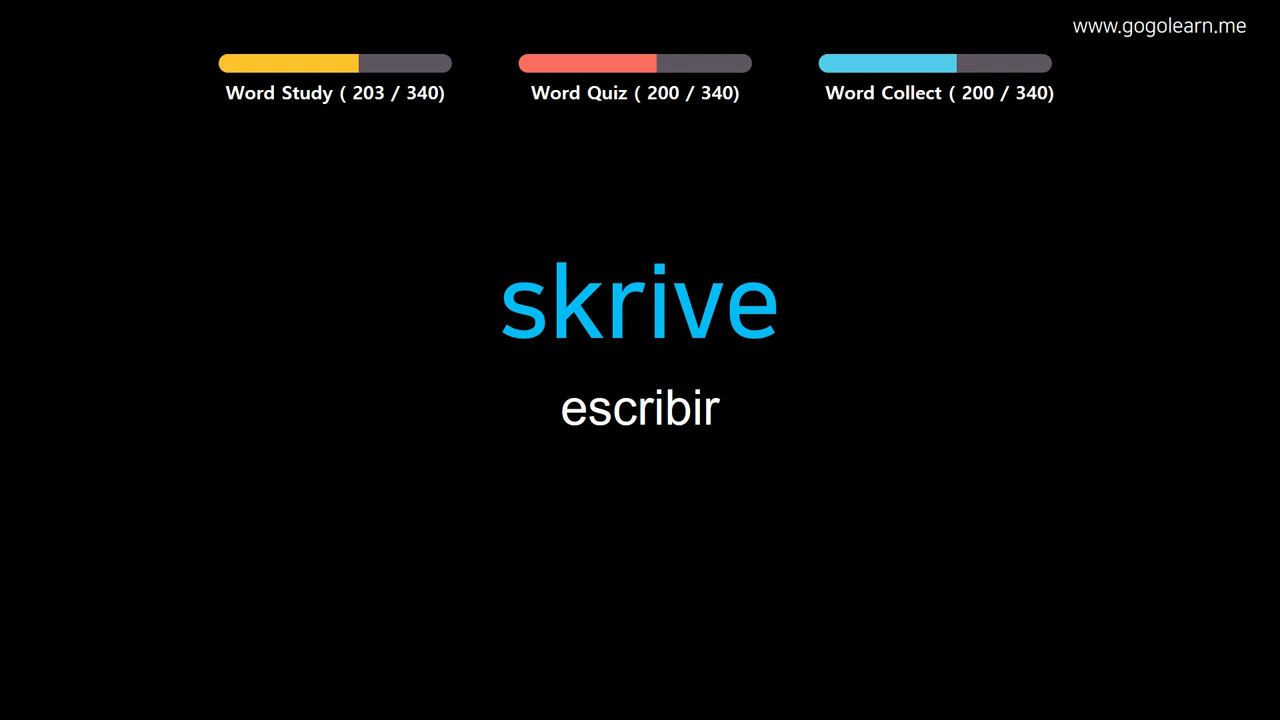 www.gogolearn.me
Word Study ( 203 / 340)
Word Quiz ( 200 / 340)
Word Collect ( 200 / 340)
skrive
escribir